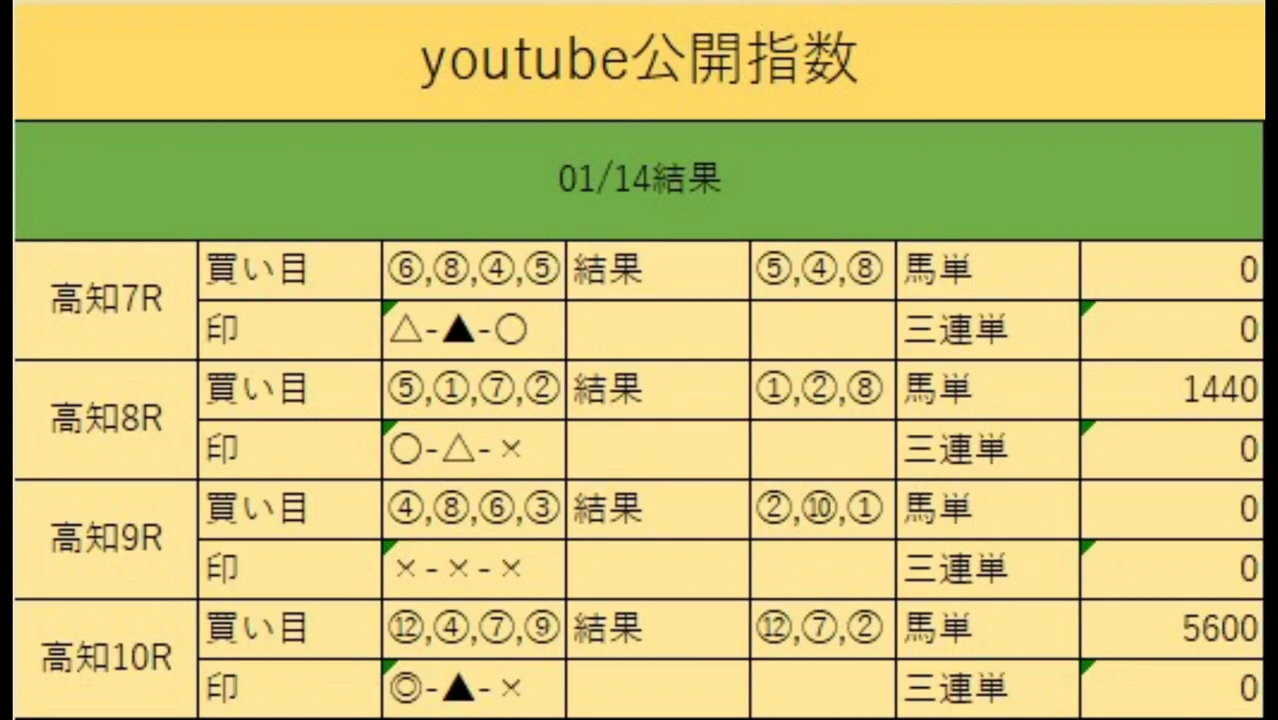 youtube公開指数
01/14結果
高知7R 買い目 ⑥,⑧,④,⑤ 結果 ⑤,④,⑧ 馬単 0
印 △-▲-○ 三連単 0
高知8R 買い目 ⑤,①,⑦,② 結果 ①,②,⑧ 馬単 1440
印 ○-△-× 三連単 0
高知9R 買い目 ④,⑧,⑥,③ 結果 ②,⑩,① 馬単 0
印 ×-×-× 三連単 0
高知10R 買い目 ⑫,④,⑦,⑨ 結果 ⑫,⑦,② 馬単 5600
印 ◎-▲-× 三連単 0